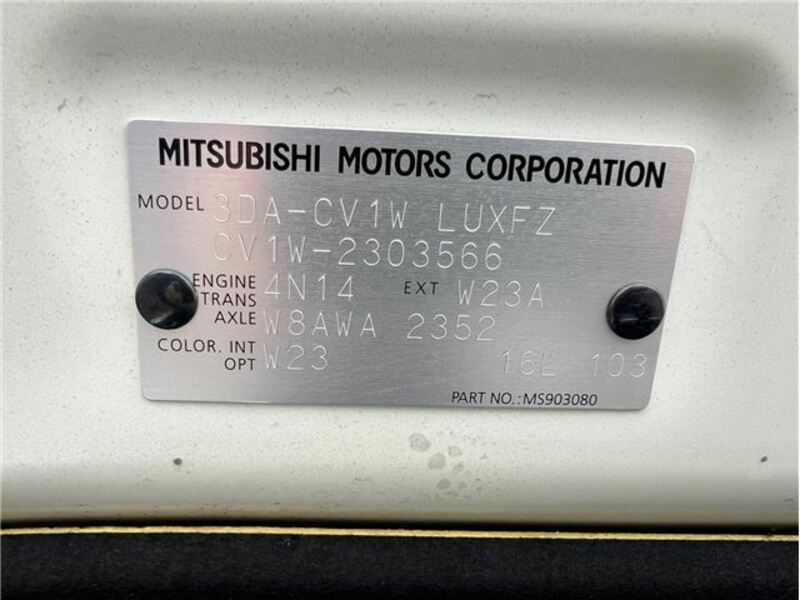 MITSUBISHI MOTORS CORPORATION
MODEL 3DA-CV1W LUXFZ
CV1W-2303566
ENGINE 4N14 EXT W23A
TRANS
AXLE W8AWA 2352
COLOR. INT W23 16L 103
OPT
PART NO.:MS903080